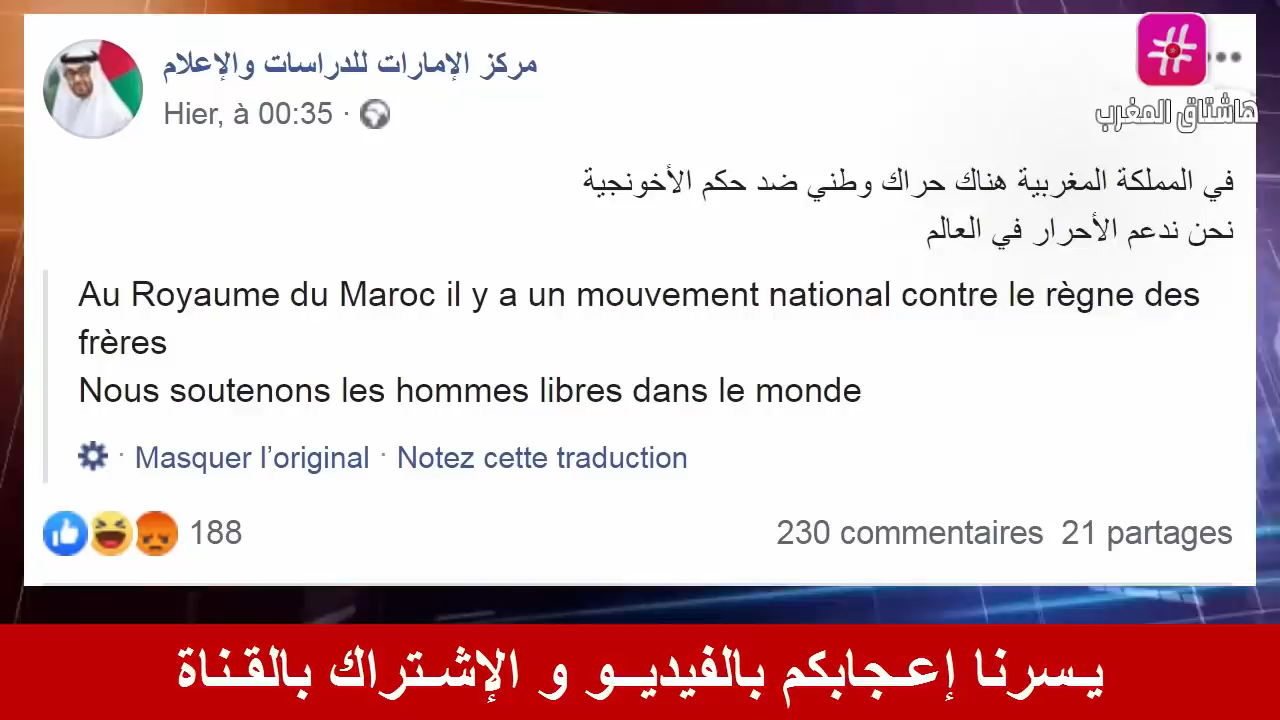 مركز الإمارات للدراسات والإعلام
Hier, à 00:35 ·
هاشتاق المغرب
في المملكة المغربية هناك حراك وطني ضد حكم الأخونجية
نحن ندعم الأحرار في العالم
Au Royaume du Maroc il y a un mouvement national contre le règne des
frères
Nous soutenons les hommes libres dans le monde
· Masquer l’original · Notez cette traduction
188
230 commentaires 21 partages
يسرنا إعجابكم بالفيديو و الإشتراك بالقناة